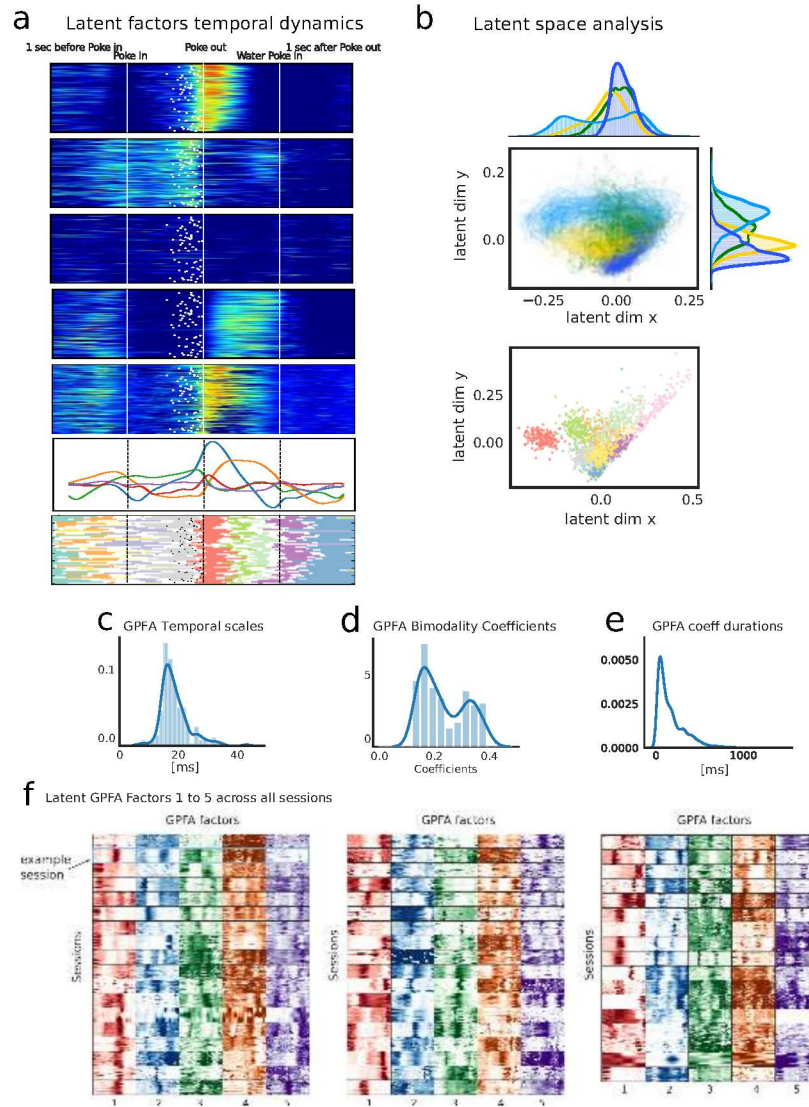 a Latent factors temporal dynamics
1 sec before Poke in
Poke in
Poke out
Water Poke in
1 sec after Poke out
b Latent space analysis
latent dim y
0.2
0.0
−0.25 0.00 0.25
latent dim x
latent dim y
0.25
0.00
0.0 0.5
latent dim x
c GPFA Temporal scales
0.1
0.0
0 20 40
[ms]
d GPFA Bimodality Coefficients
5
0
0.0 0.2 0.4
Coefficients
e GPFA coeff durations
0.0050
0.0025
0.0000
0 1000
[ms]
f Latent GPFA Factors 1 to 5 across all sessions
GPFA factors
GPFA factors
GPFA factors
example
session
Sessions
Sessions
Sessions
1 2 3 4 5
1 2 3 4 5
1 2 3 4 5